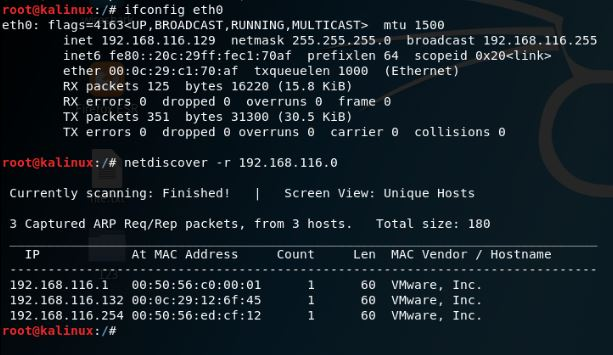 root@kalinux:/# ifconfig eth0
eth0: flags=4163<UP,BROADCAST,RUNNING,MULTICAST>  mtu 1500
        inet 192.168.116.129  netmask 255.255.255.0  broadcast 192.168.116.255
        inet6 fe80::20c:29ff:fec1:70af  prefixlen 64  scopeid 0x20<link>
        ether 00:0c:29:c1:70:af  txqueuelen 1000  (Ethernet)
        RX packets 125  bytes 16220 (15.8 KiB)
        RX errors 0  dropped 0  overruns 0  frame 0
        TX packets 351  bytes 31300 (30.5 KiB)
        TX errors 0  dropped 0 overruns 0  carrier 0  collisions 0
root@kalinux:/# netdiscover -r 192.168.116.0
Currently scanning: Finished!   |   Screen View: Unique Hosts
3 Captured ARP Req/Rep packets, from 3 hosts.   Total size: 180
IP            At MAC Address     Count     Len  MAC Vendor / Hostname
123
192.168.116.1   00:50:56:c0:00:01      1      60  VMware, Inc.
192.168.116.132 00:0c:29:12:6f:45      1      60  VMware, Inc.
192.168.116.254 00:50:56:ed:cf:12      1      60  VMware, Inc.
root@kalinux:/#